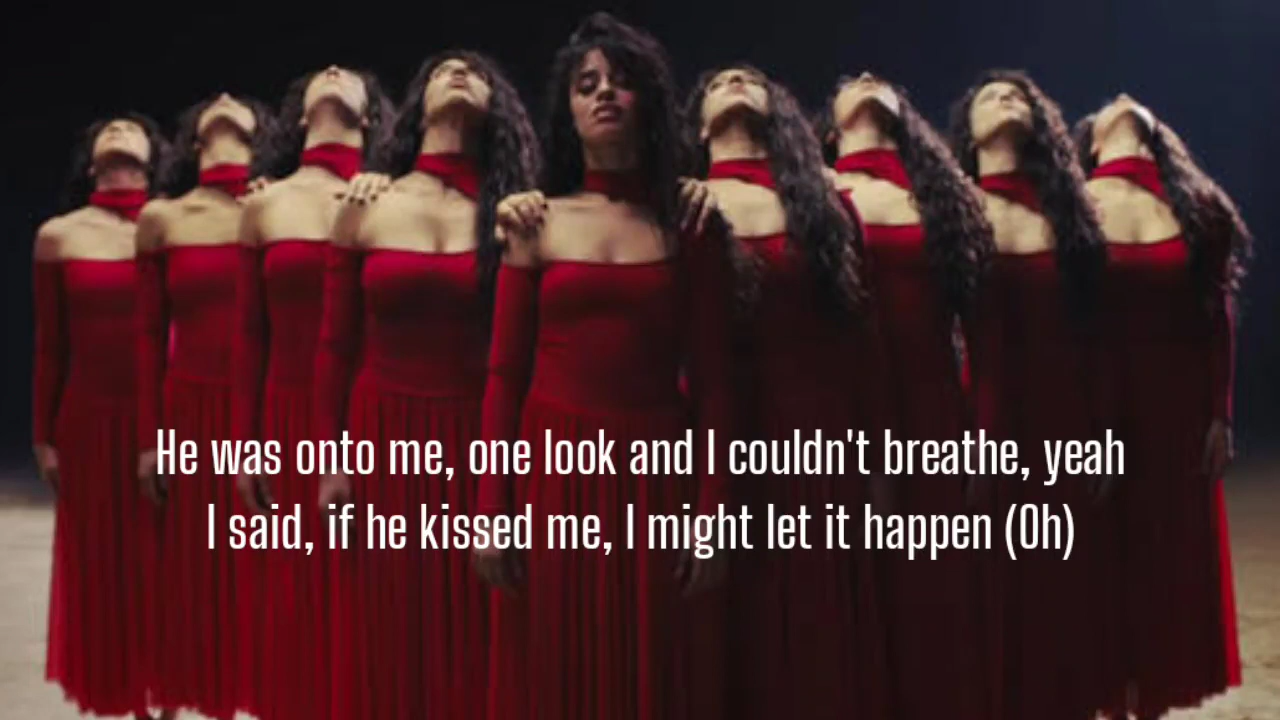 He was onto me, one look and I couldn't breathe, yeah
I said, if he kissed me, I might let it happen (Oh)